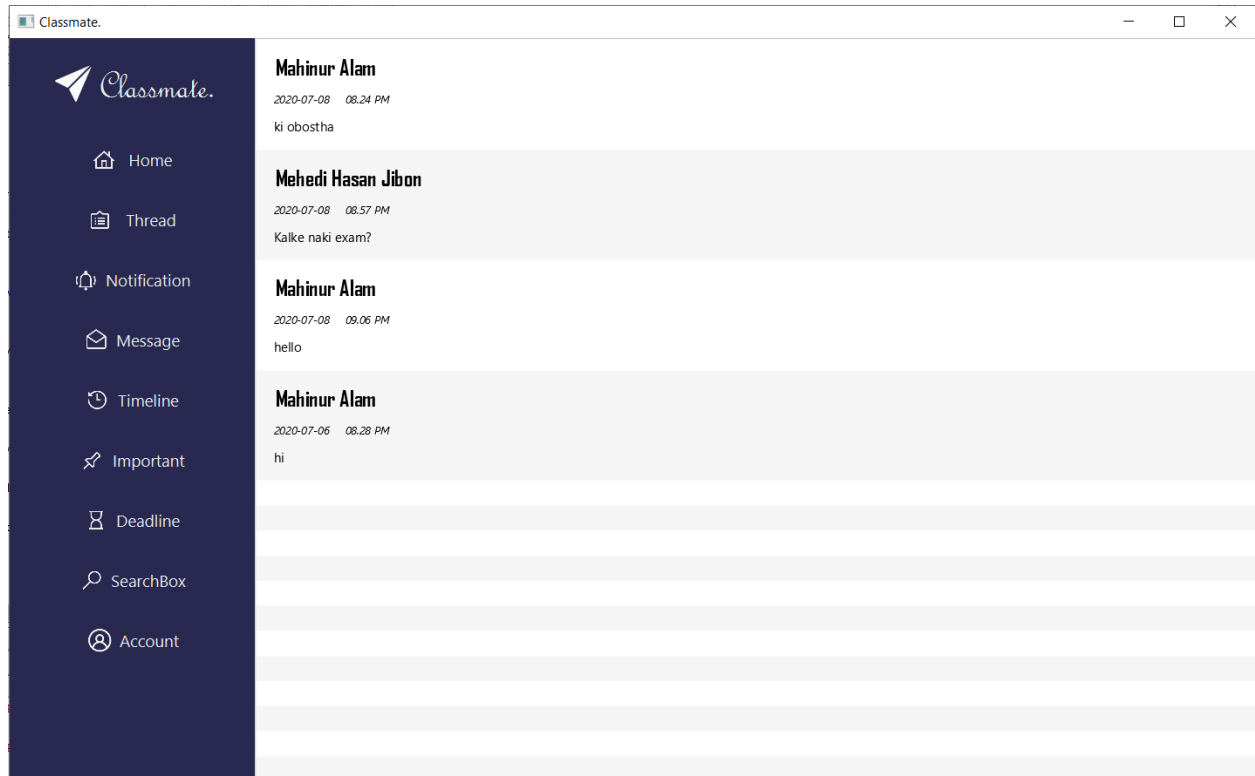 Classmate.
Classmate.
Home
Thread
Notification
Message
Timeline
Important
Deadline
SearchBox
Account
Mahinur Alam
2020-07-08 08.24 PM
ki obostha
Mehedi Hasan Jibon
2020-07-08 08.57 PM
Kalke naki exam?
Mahinur Alam
2020-07-08 09.06 PM
hello
Mahinur Alam
2020-07-06 08.28 PM
hi